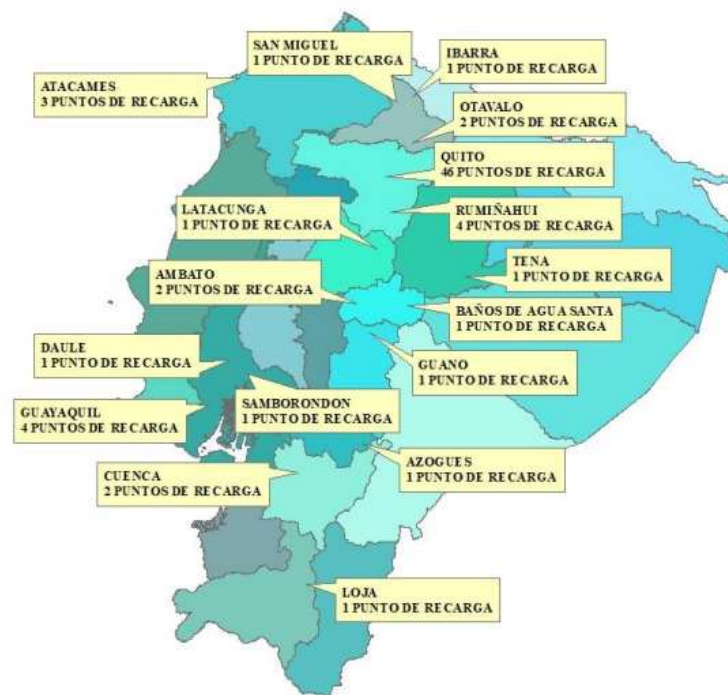 SAN MIGUEL
1 PUNTO DE RECARGA
IBARRA
1 PUNTO DE RECARGA
ATACAMES
3 PUNTOS DE RECARGA
OTAVALO
2 PUNTOS DE RECARGA
QUITO
46 PUNTOS DE RECARGA
LATACUNGA
1 PUNTO DE RECARGA
RUMIÑAHUI
4 PUNTOS DE RECARGA
TENA
1 PUNTO DE RECARGA
AMBATO
2 PUNTOS DE RECARGA
BAÑOS DE AGUA SANTA
1 PUNTO DE RECARGA
DAULE
1 PUNTO DE RECARGA
GUANO
1 PUNTO DE RECARGA
SAMBORONDON
1 PUNTO DE RECARGA
GUAYAQUIL
4 PUNTOS DE RECARGA
AZOGUES
1 PUNTO DE RECARGA
CUENCA
2 PUNTOS DE RECARGA
LOJA
1 PUNTO DE RECARGA